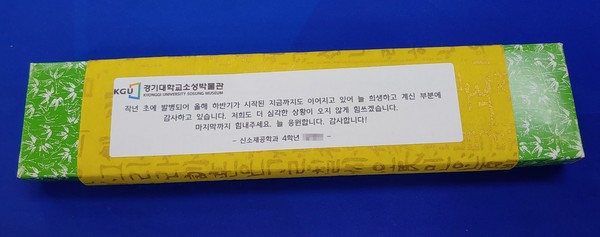 KGU 경기대학교소성박물관
KYONGGI UNIVERSITY SOSUNG MUSEUM
작년 초에 발병되어 올해 하반기가 시작된 지금까지도 이어지고 있어 늘 희생하고 계신 부분에
감사하고 있습니다. 저희도 더 심각한 상황이 오지 않게 힘쓰겠습니다.
마지막까지 힘내주세요. 늘 응원합니다. 감사합니다!
- 신소재공학과 4학년 -